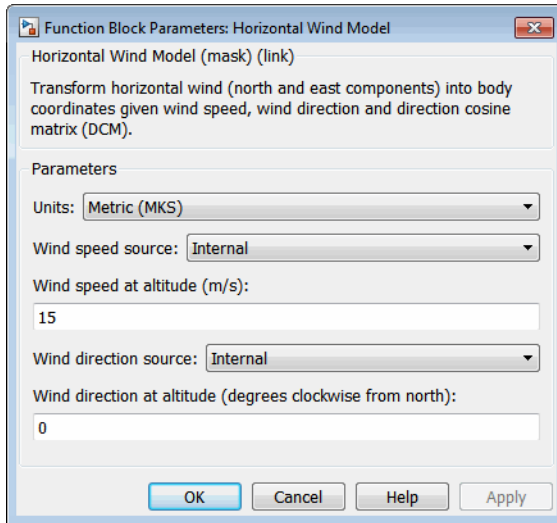 Function Block Parameters: Horizontal Wind Model
Horizontal Wind Model (mask) (link)
Transform horizontal wind (north and east components) into body
coordinates given wind speed, wind direction and direction cosine
matrix (DCM).
Parameters
Units: Metric (MKS)
Wind speed source: Internal
Wind speed at altitude (m/s):
15
Wind direction source: Internal
Wind direction at altitude (degrees clockwise from north):
0
OK Cancel Help Apply